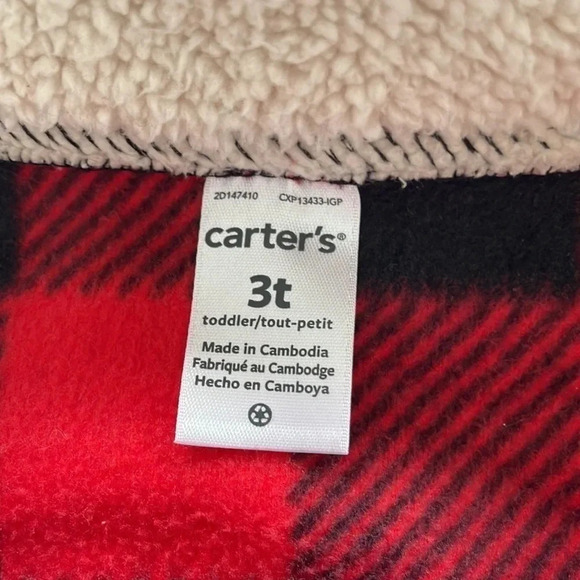 2D147410 CXP13433-IGP
carter's®
3t
toddler/tout-petit
Made in Cambodia
Fabriqué au Cambodge
Hecho en Camboya